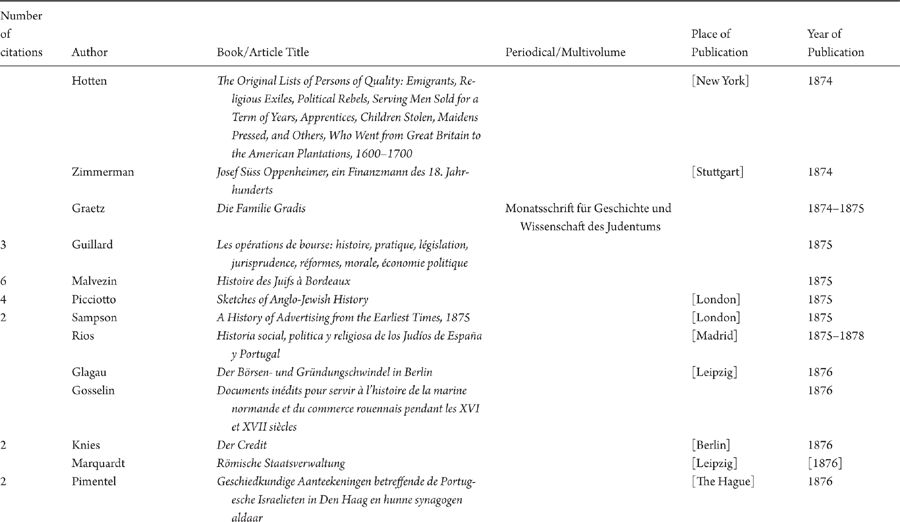 Number
of
citations Author Book/Article Title Periodical/Multivolume Place of
Publication Year of
Publication
Hotten The Original Lists of Persons of Quality: Emigrants, Re- [New York] 1874
ligious Exiles, Political Rebels, Serving Men Sold for a
Term of Years, Apprentices, Children Stolen, Maidens
Pressed, and Others, Who Went from Great Britain to
the American Plantations, 1600–1700
Zimmerman Josef Süss Oppenheimer, ein Finanzmann des 18. Jahr- [Stuttgart] 1874
hunderts
Graetz Die Familie Gradis Monatsschrift für Geschichte und 1874–1875
Wissenschaft des Judentums
3 Guillard Les opérations de bourse: histoire, pratique, législation, 1875
jurisprudence, réformes, morale, économie politique
6 Malvezin Histoire des Juifs à Bordeaux 1875
4 Picciotto Sketches of Anglo-Jewish History [London] 1875
2 Sampson A History of Advertising from the Earliest Times, 1875 [London] 1875
Rios Historia social, politica y religiosa de los Judíos de España [Madrid] 1875–1878
y Portugal
Glagau Der Börsen- und Gründungschwindel in Berlin [Leipzig] 1876
Gosselin Documents inédits pour servir à l'histoire de la marine 1876
normande et du commerce rouennais pendant les XVI
et XVII siècles
2 Knies Der Credit [Berlin] 1876
Marquardt Römische Staatsverwaltung [Leipzig] [1876]
2 Pimentel Geschiedkundige Aanteekeningen betreffende de Portug- [The Hague] 1876
esche Israelieten in Den Haag en hunne synagogen
aldaar